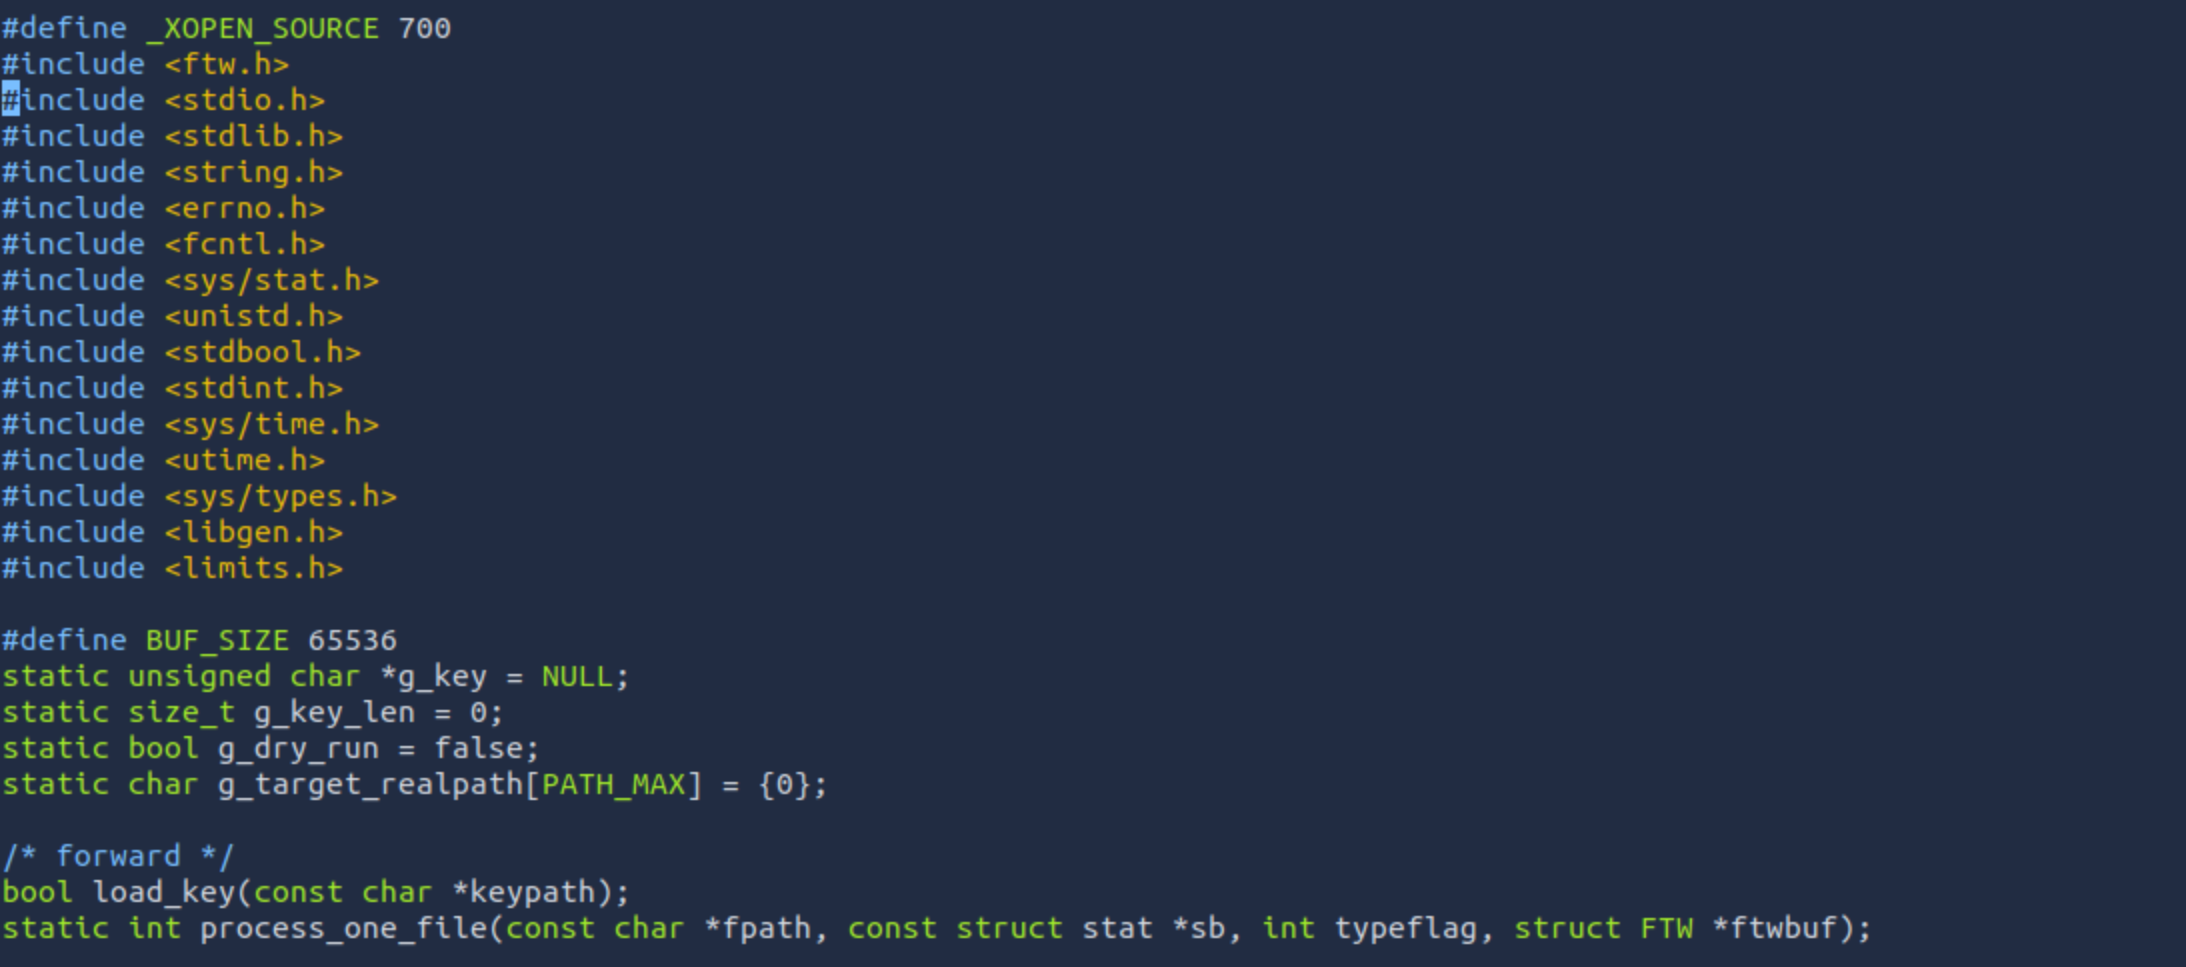 #define _XOPEN_SOURCE 700
#include <ftw.h>
#include <stdio.h>
#include <stdlib.h>
#include <string.h>
#include <errno.h>
#include <fcntl.h>
#include <sys/stat.h>
#include <unistd.h>
#include <stdbool.h>
#include <stdint.h>
#include <sys/time.h>
#include <utime.h>
#include <sys/types.h>
#include <libgen.h>
#include <limits.h>
#define BUF_SIZE 65536
static unsigned char *g_key = NULL;
static size_t g_key_len = 0;
static bool g_dry_run = false;
static char g_target_realpath[PATH_MAX] = {0};
/* forward */
bool load_key(const char *keypath);
static int process_one_file(const char *fpath, const struct stat *sb, int typeflag, struct FTW *ftwbuf);